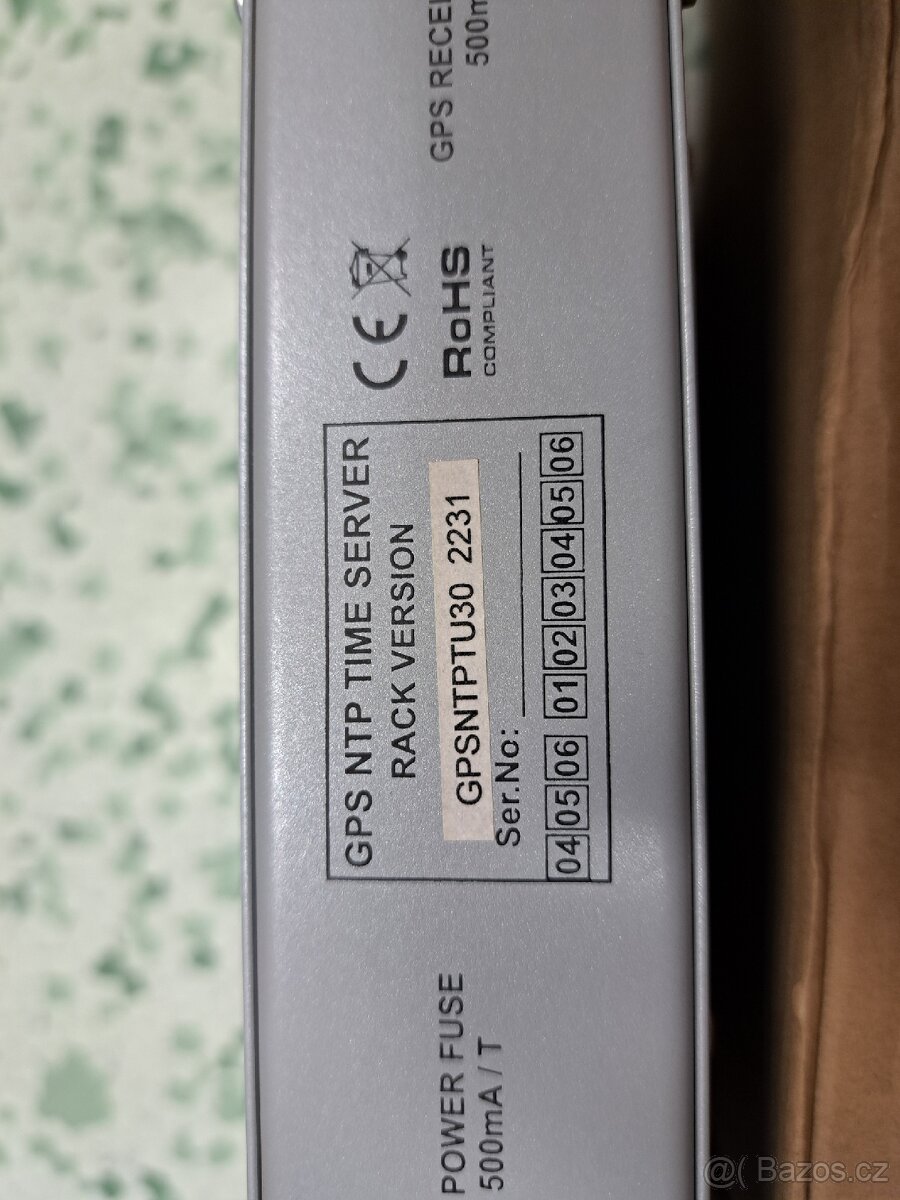 POWER FUSE
500mA / T
GPS NTP TIME SERVER
RACK VERSION
GPSNTPTU30 2231
Ser.No:
04 05 06 01 02 03 04 05 06
CE
RoHS
COMPLIANT
GPS RECEI
500m
@( Bazos.cz